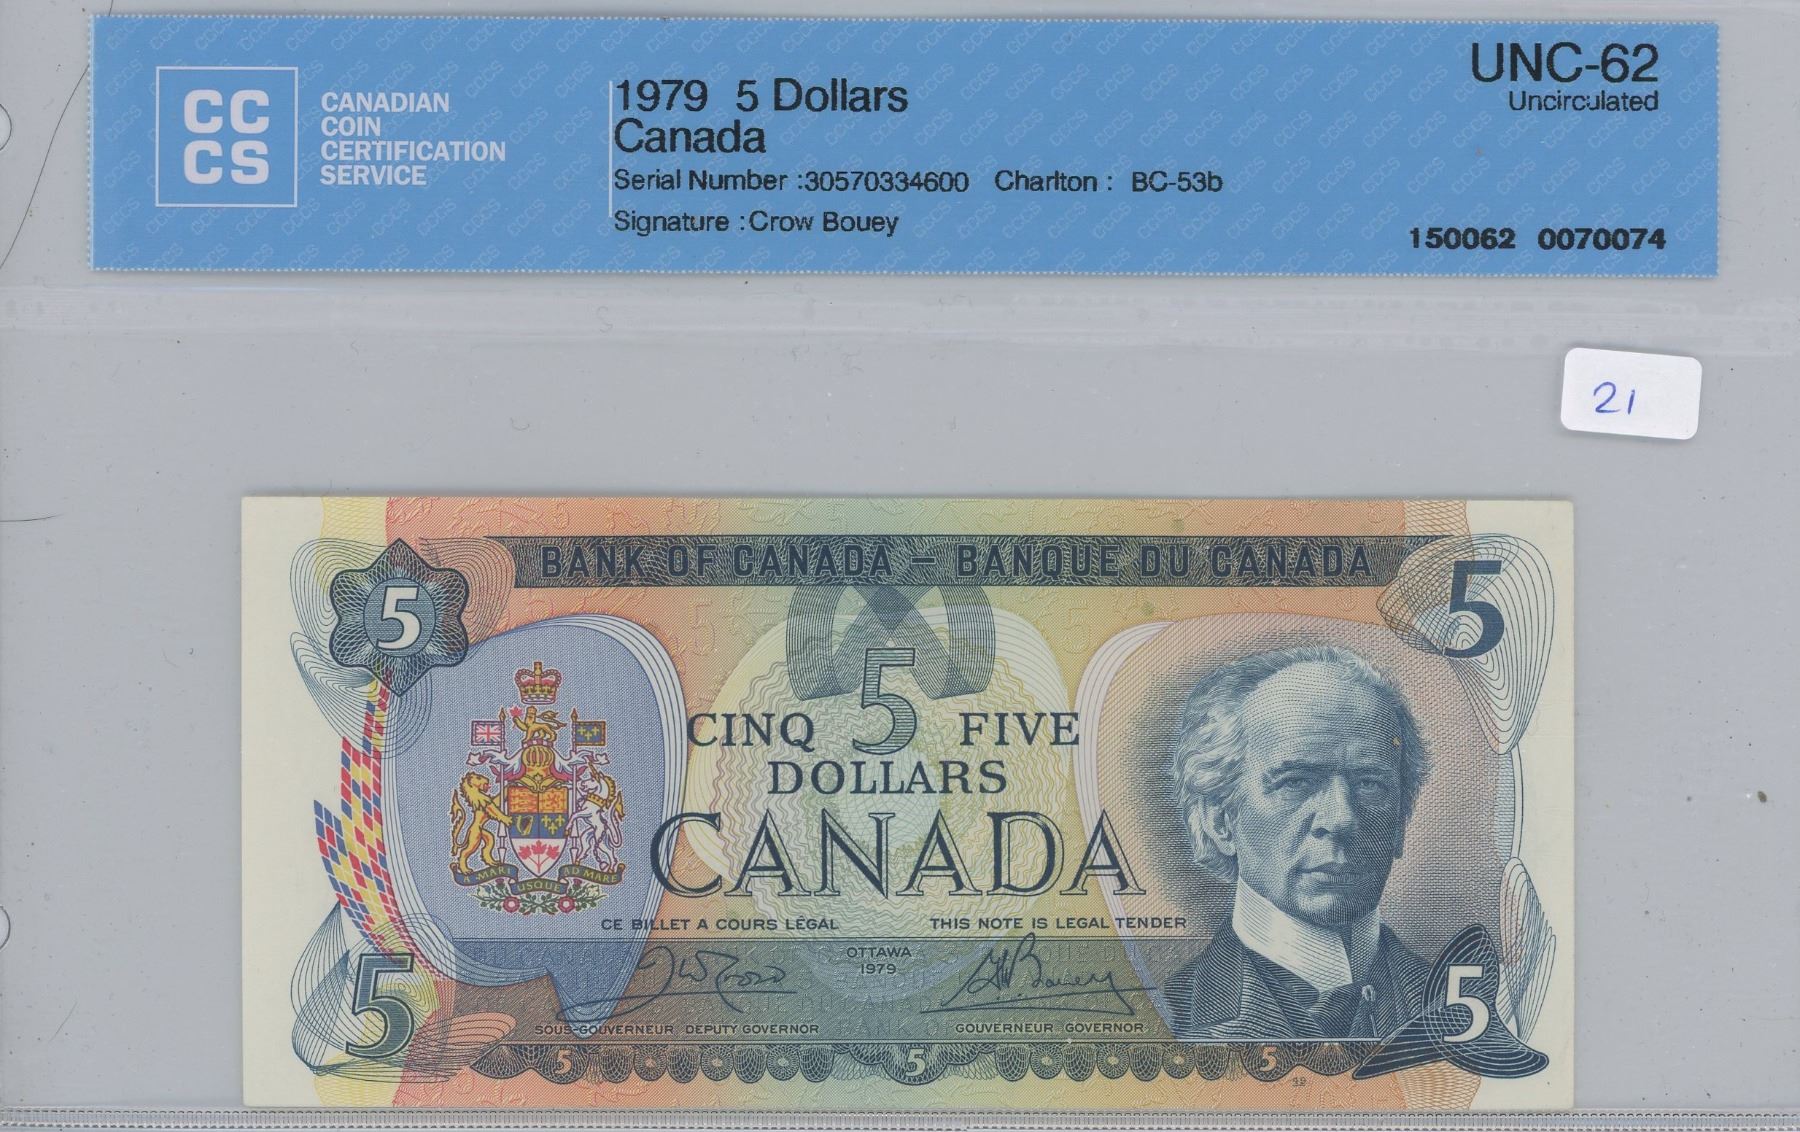 CC
CS
CANADIAN
COIN
CERTIFICATION
SERVICE
1979 5 Dollars
Canada
Serial Number :30570334600 Charlton : BC-53b
Signature :Crow Bouey
UNC-62
Uncirculated
150062 0070074
21
BANK OF CANADA – BANQUE DU CANADA
5
5
CINQ 5 FIVE
DOLLARS
CANADA
A MARI USQUE AD MARE
CE BILLET A COURS LÉGAL THIS NOTE IS LEGAL TENDER
OTTAWA
1979
SOUS-GOUVERNEUR DEPUTY GOVERNOR GOUVERNEUR GOVERNOR
5
5
5 5 5